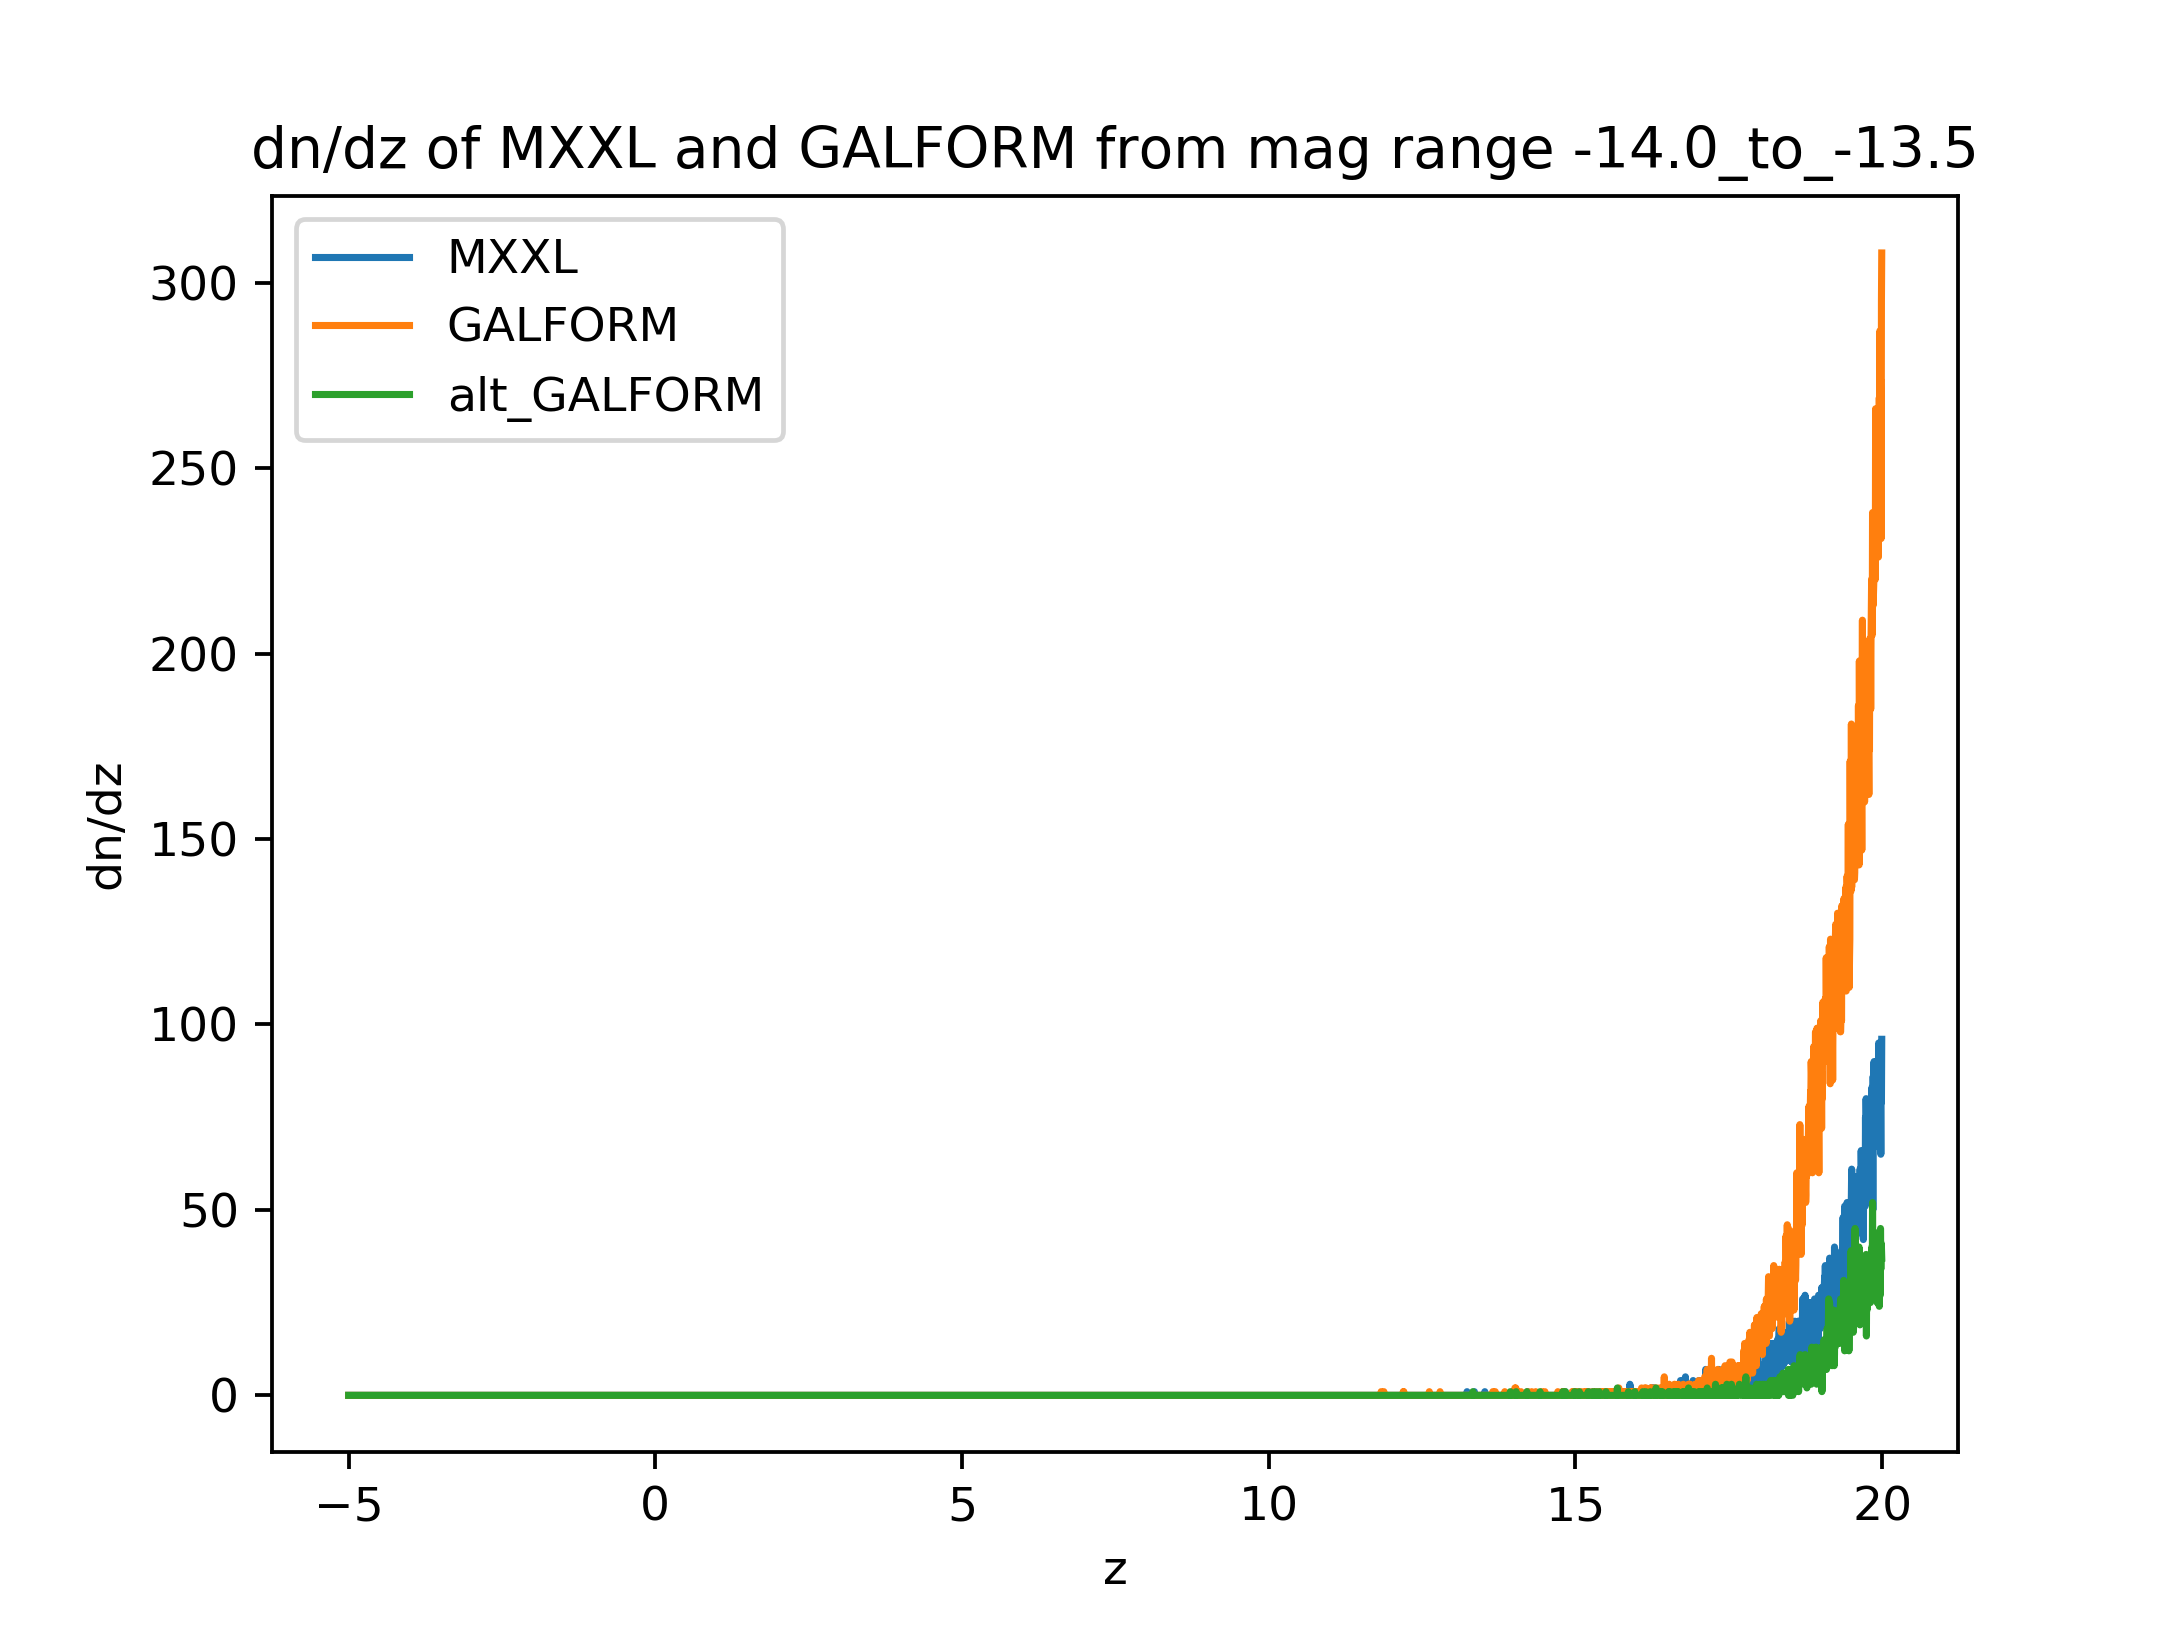 dn/dz of MXXL and GALFORM from mag range -14.0_to_-13.5
MXXL
GALFORM
alt_GALFORM
300
250
200
150
100
50
0
dn/dz
−5
0
5
10
15
20
z